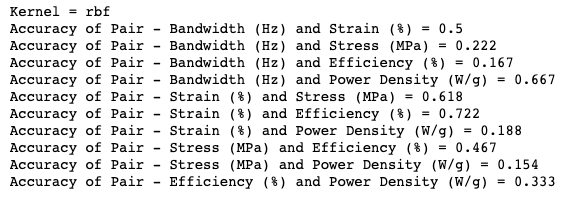 Kernel = rbf
Accuracy of Pair - Bandwidth (Hz) and Strain (%) = 0.5
Accuracy of Pair - Bandwidth (Hz) and Stress (MPa) = 0.222
Accuracy of Pair - Bandwidth (Hz) and Efficiency (%) = 0.167
Accuracy of Pair - Bandwidth (Hz) and Power Density (W/g) = 0.667
Accuracy of Pair - Strain (%) and Stress (MPa) = 0.618
Accuracy of Pair - Strain (%) and Efficiency (%) = 0.722
Accuracy of Pair - Strain (%) and Power Density (W/g) = 0.188
Accuracy of Pair - Stress (MPa) and Efficiency (%) = 0.467
Accuracy of Pair - Stress (MPa) and Power Density (W/g) = 0.154
Accuracy of Pair - Efficiency (%) and Power Density (W/g) = 0.333